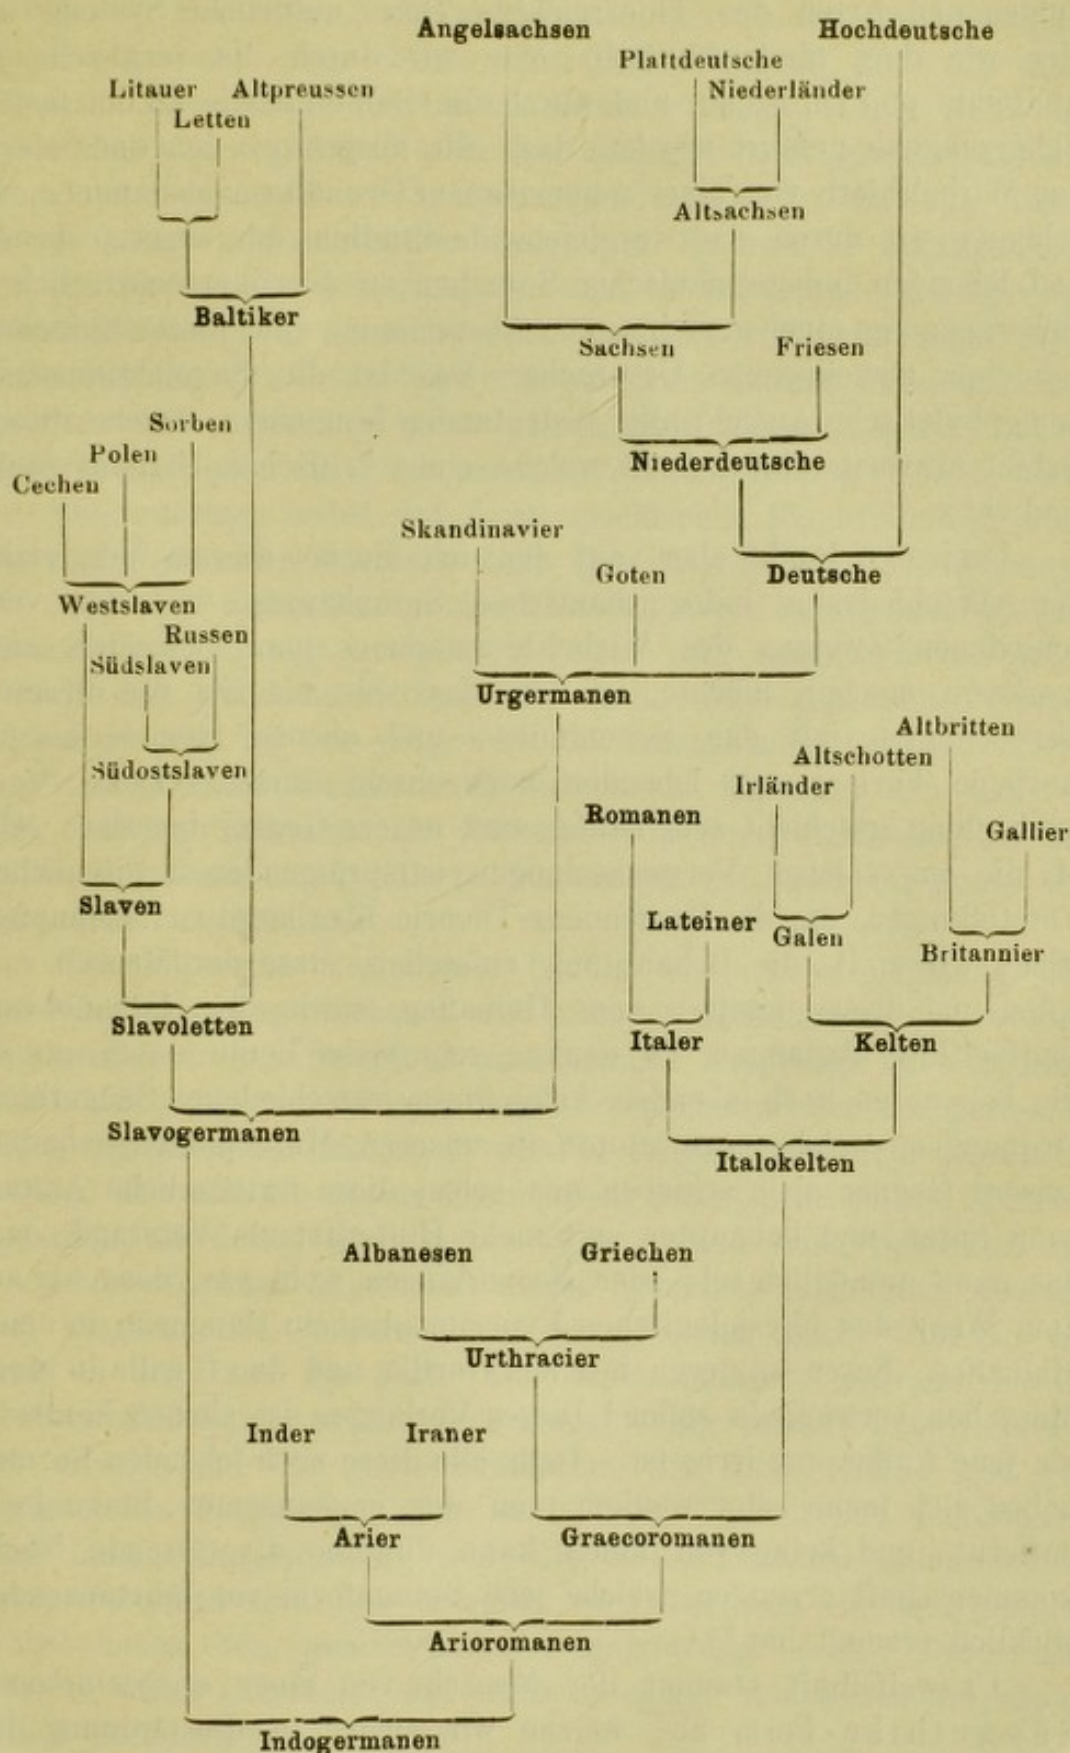 Angelsachsen Hochdeutsche
Plattdeutsche
Litauer Altpreussen Niederländer
Letten
Altsachsen
Baltiker
Sachsen Friesen
Sorben
Polen Niederdeutsche
Cechen
Skandinavier
Goten Deutsche
Westslaven
Russen
Südslaven
Urgermanen
Altbritten
Altschotten
Südostslaven
Irländer
Romanen
Gallier
Slaven
Lateiner
Galen
Britannier
Slavoletten
Italer Kelten
Slavogermanen
Italokelten
Albanesen Griechen
Urthracier
Inder Iraner
Arier Graecoromanen
Arioromanen
Indogermanen